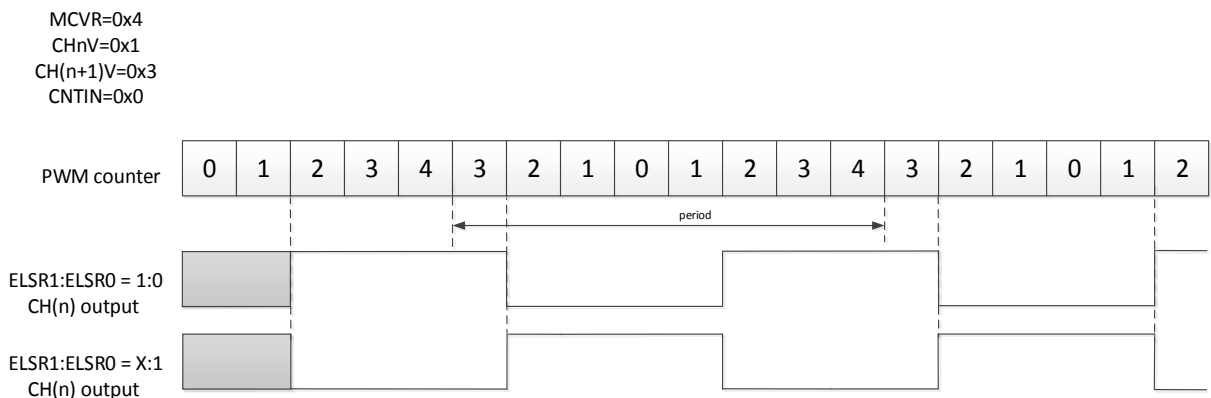 MCVR=0x4
CHnV=0x1
CH(n+1)V=0x3
CNTIN=0x0
PWM counter 0 1 2 3 4 3 2 1 0 1 2 3 4 3 2 1 0 1 2
period
ELSR1:ELSR0 = 1:0
CH(n) output
ELSR1:ELSR0 = X:1
CH(n) output